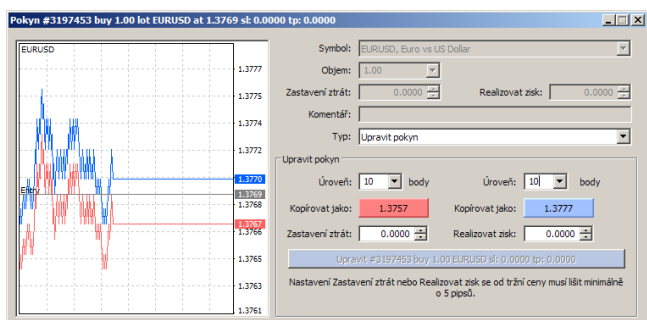 Pokyn #3197453 buy 1.00 lot EURUSD at 1.3769 sl: 0.0000 tp: 0.0000
EURUSD
1.3777
1.3775
1.3774
1.3772
1.3770
Entry
1.3769
1.3768
1.3767
1.3766
1.3765
1.3763
1.3761
Symbol: EURUSD, Euro vs US Dollar
Objem: 1.00
Zastavení ztrát: 0.0000 Realizovat zisk: 0.0000
Komentář:
Typ: Upravit pokyn
Upravit pokyn
Úroveň: 10 body Úroveň: 10 body
Kopírovat jako: 1.3757 Kopírovat jako: 1.3777
Zastavení ztrát: 0.0000 Realizovat zisk: 0.0000
Upravit #3197453 buy 1.00 EURUSD sl: 0.0000 tp: 0.0000
Nastavení Zastavení ztrát nebo Realizovat zisk se od tržní ceny musí lišit minimálně
o 5 pipsů.